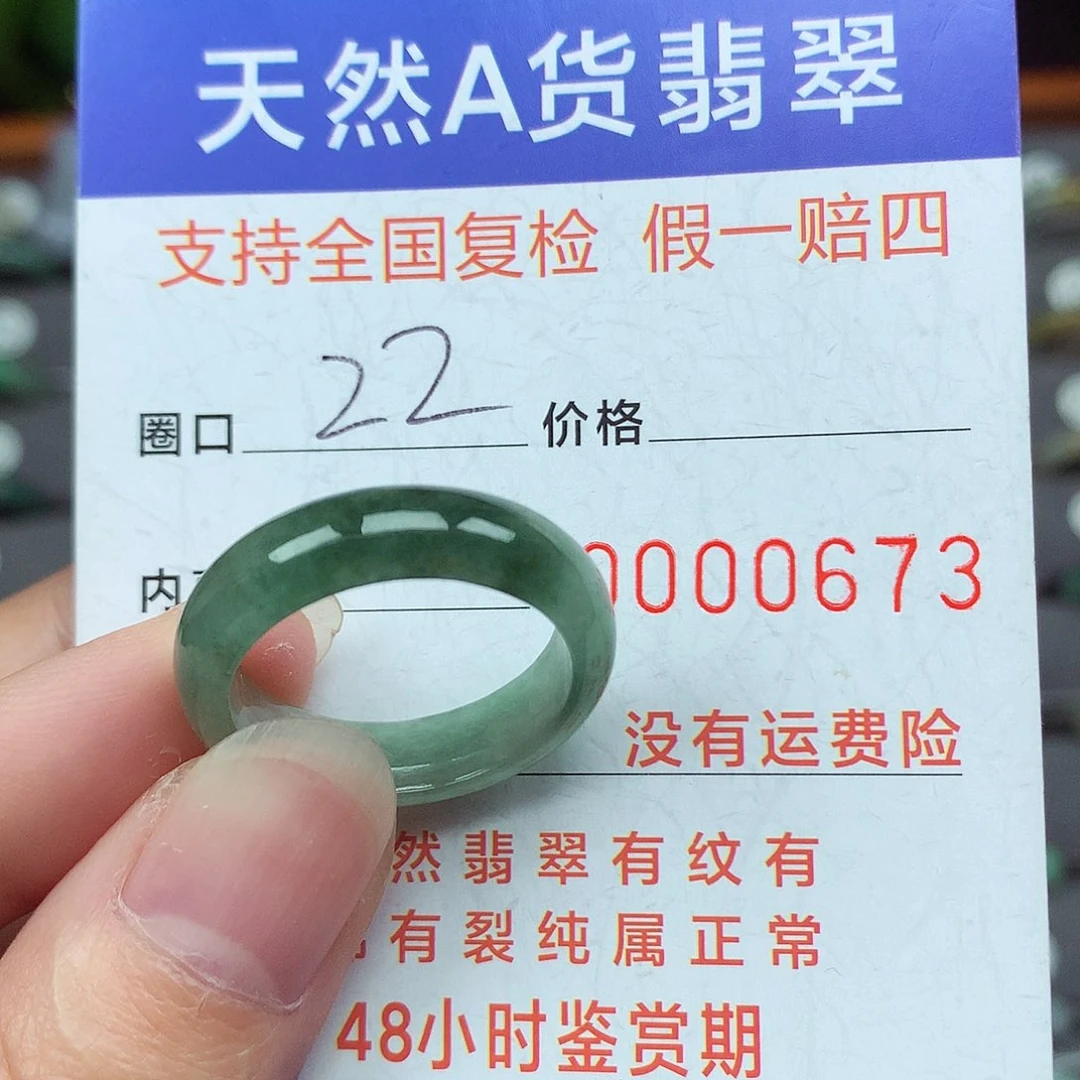 天然A货翡翠
支持全国复检 假一赔四
圈口 22 价格
内 0000673
没有运费险
然翡翠有纹有
有裂纯属正常
48小时鉴赏期